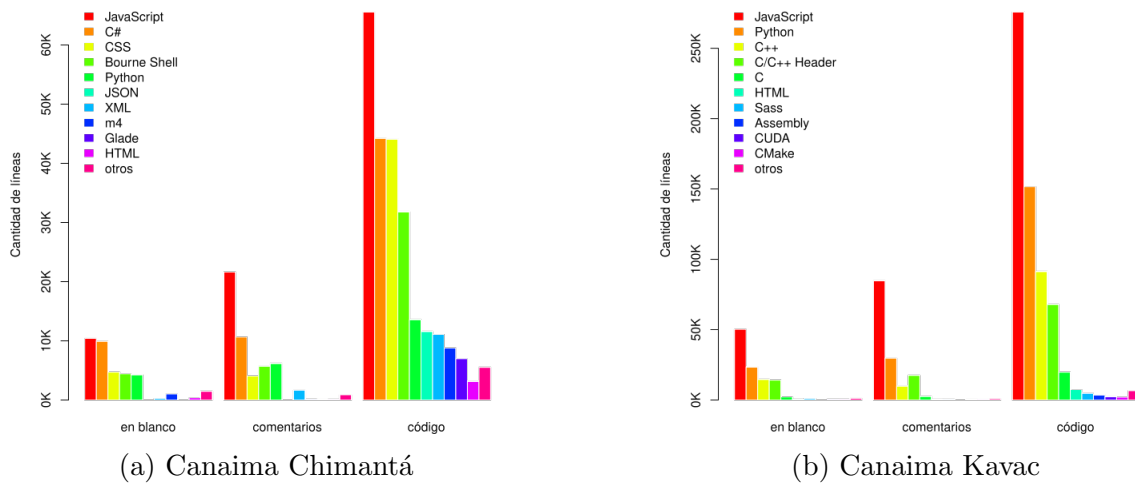 JavaScript
C#
CSS
Bourne Shell
Python
JSON
XML
m4
Glade
HTML
otros
Cantidad de líneas
0K
10K
20K
30K
40K
50K
60K
en blanco
comentarios
código
(a) Canaima Chimantá
JavaScript
Python
C++
C/C++ Header
C
HTML
Sass
Assembly
CUDA
CMake
otros
Cantidad de líneas
0K
50K
100K
150K
200K
250K
en blanco
comentarios
código
(b) Canaima Kavac